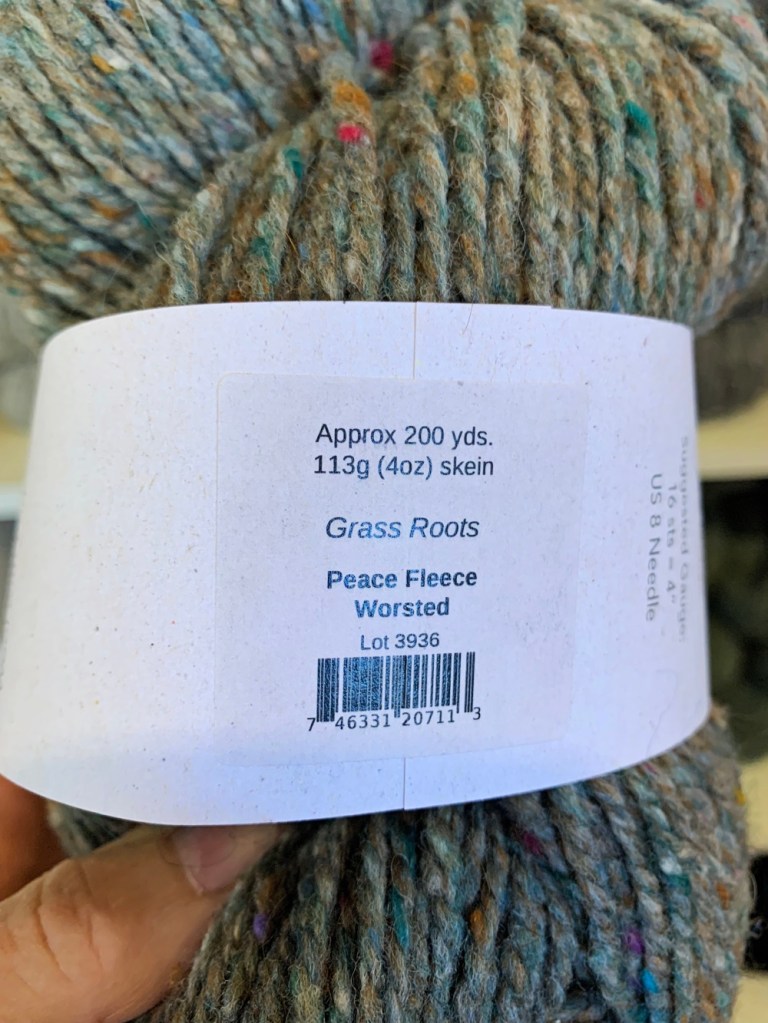 Approx 200 yds.
113g (4oz) skein
Grass Roots
Peace Fleece
Worsted
Lot 3936
7 46331 20711 3
Suggested Gauge:
16 sts = 4"
US 8 Needle